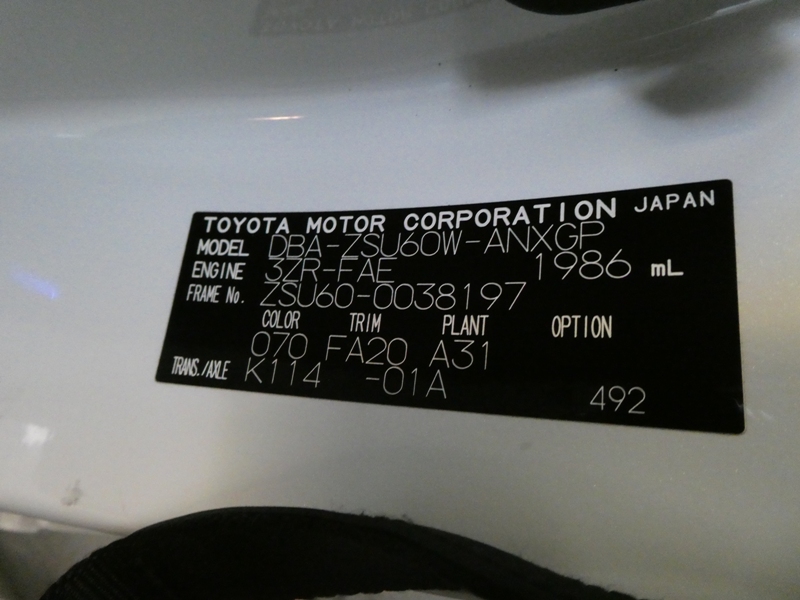 TOYOTA MOTOR CORPORATION JAPAN
MODEL DBA-ZSU60W-ANXGP
ENGINE 3ZR-FAE 1986 mL
FRAME No. ZSU60-0038197
COLOR TRIM PLANT OPTION
070 FA20 A31
TRANS./AXLE K114 -01A
492